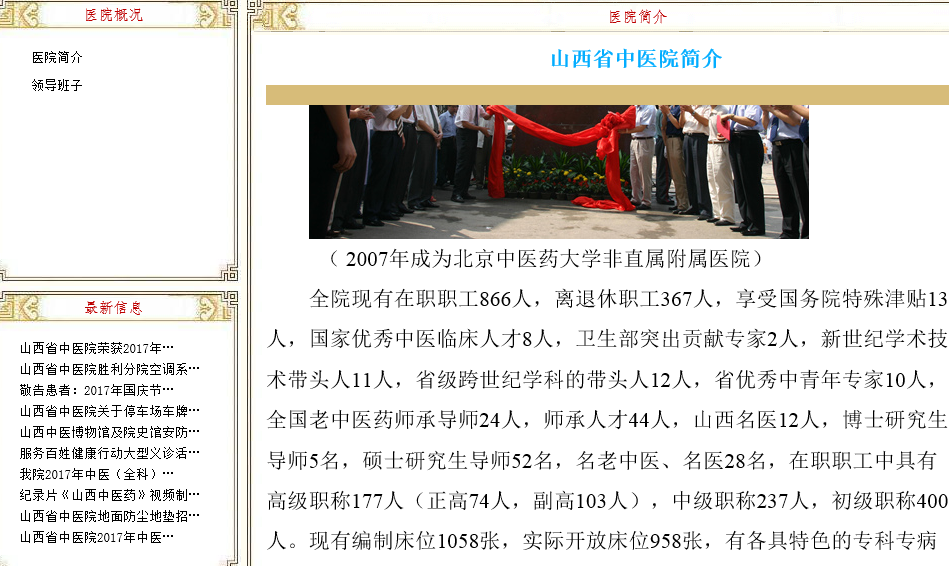 医院概况
医院简介
领导班子
最新信息
山西省中医院荣获2017年…
山西省中医院胜利分院空调系…
敬告患者：2017年国庆节…
山西省中医院关于停车场车牌…
山西中医博物馆及院史馆安防…
服务百姓健康行动大型义诊活…
我院2017年中医（全科）…
纪录片《山西中医药》视频制…
山西省中医院地面防尘地垫招…
山西省中医院2017年中医…
医院简介
山西省中医院简介
（ 2007年成为北京中医药大学非直属附属医院）
全院现有在职职工866人，离退休职工367人，享受国务院特殊津贴13
人，国家优秀中医临床人才8人，卫生部突出贡献专家2人，新世纪学术技
术带头人11人，省级跨世纪学科的带头人12人，省优秀中青年专家10人，
全国老中医药师承导师24人，师承人才44人，山西名医12人，博士研究生
导师5名，硕士研究生导师52名，名老中医、名医28名，在职职工中具有
高级职称177人（正高74人，副高103人），中级职称237人，初级职称400
人。现有编制床位1058张，实际开放床位958张，有各具特色的专科专病